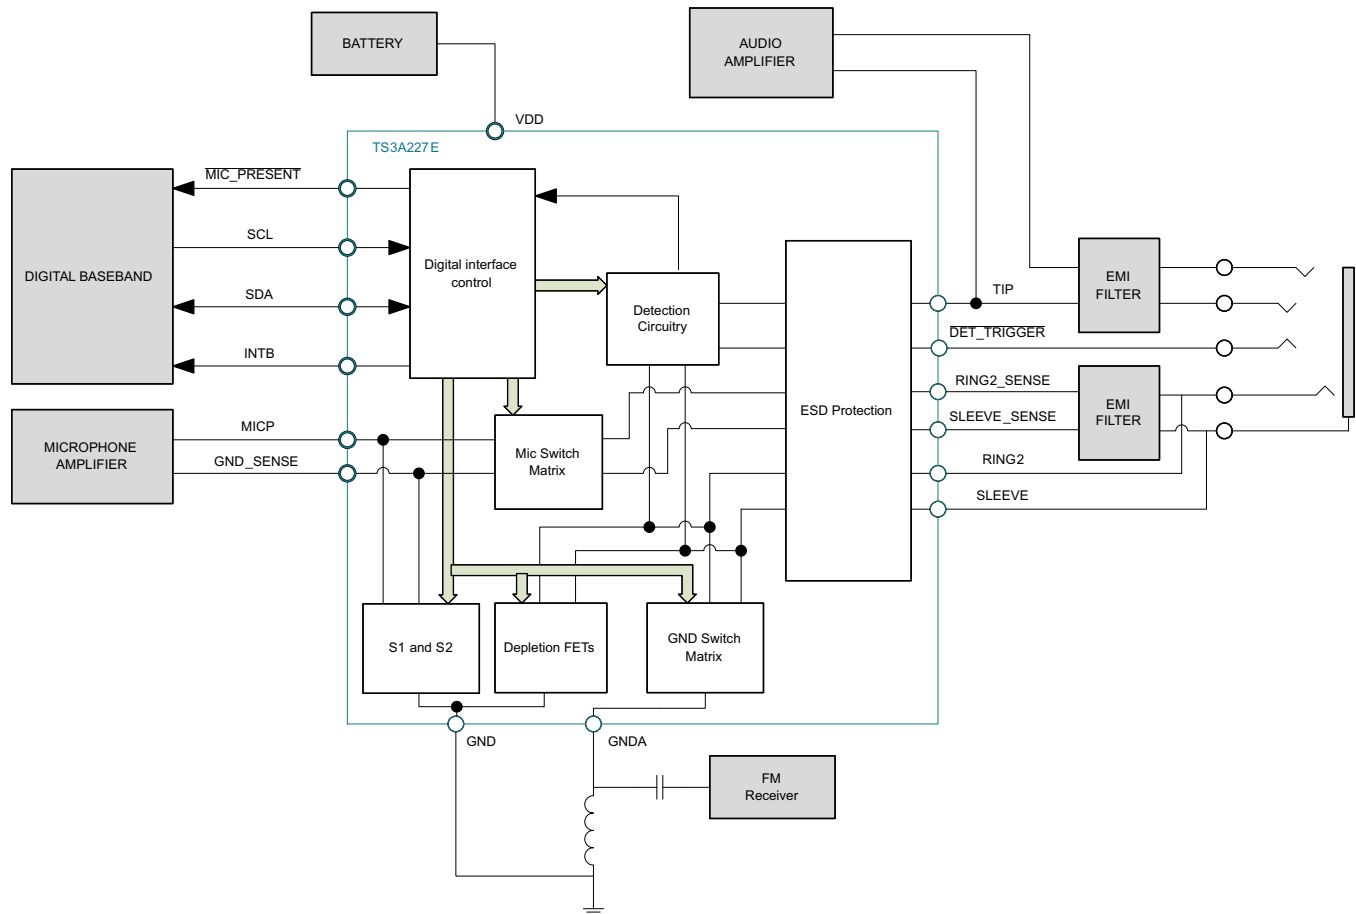 BATTERY
AUDIO
AMPLIFIER
VDD
TS3A227E
MIC_PRESENT
SCL
DIGITAL BASEBAND
SDA
INTB
Digital interface
control
Detection
Circuitry
ESD Protection
TIP
DET_TRIGGER
RING2_SENSE
SLEEVE_SENSE
RING2
SLEEVE
EMI
FILTER
EMI
FILTER
MICROPHONE
AMPLIFIER
MICP
GND_SENSE
Mic Switch
Matrix
S1 and S2
Depletion FETs
GND Switch
Matrix
GND
GNDA
FM
Receiver